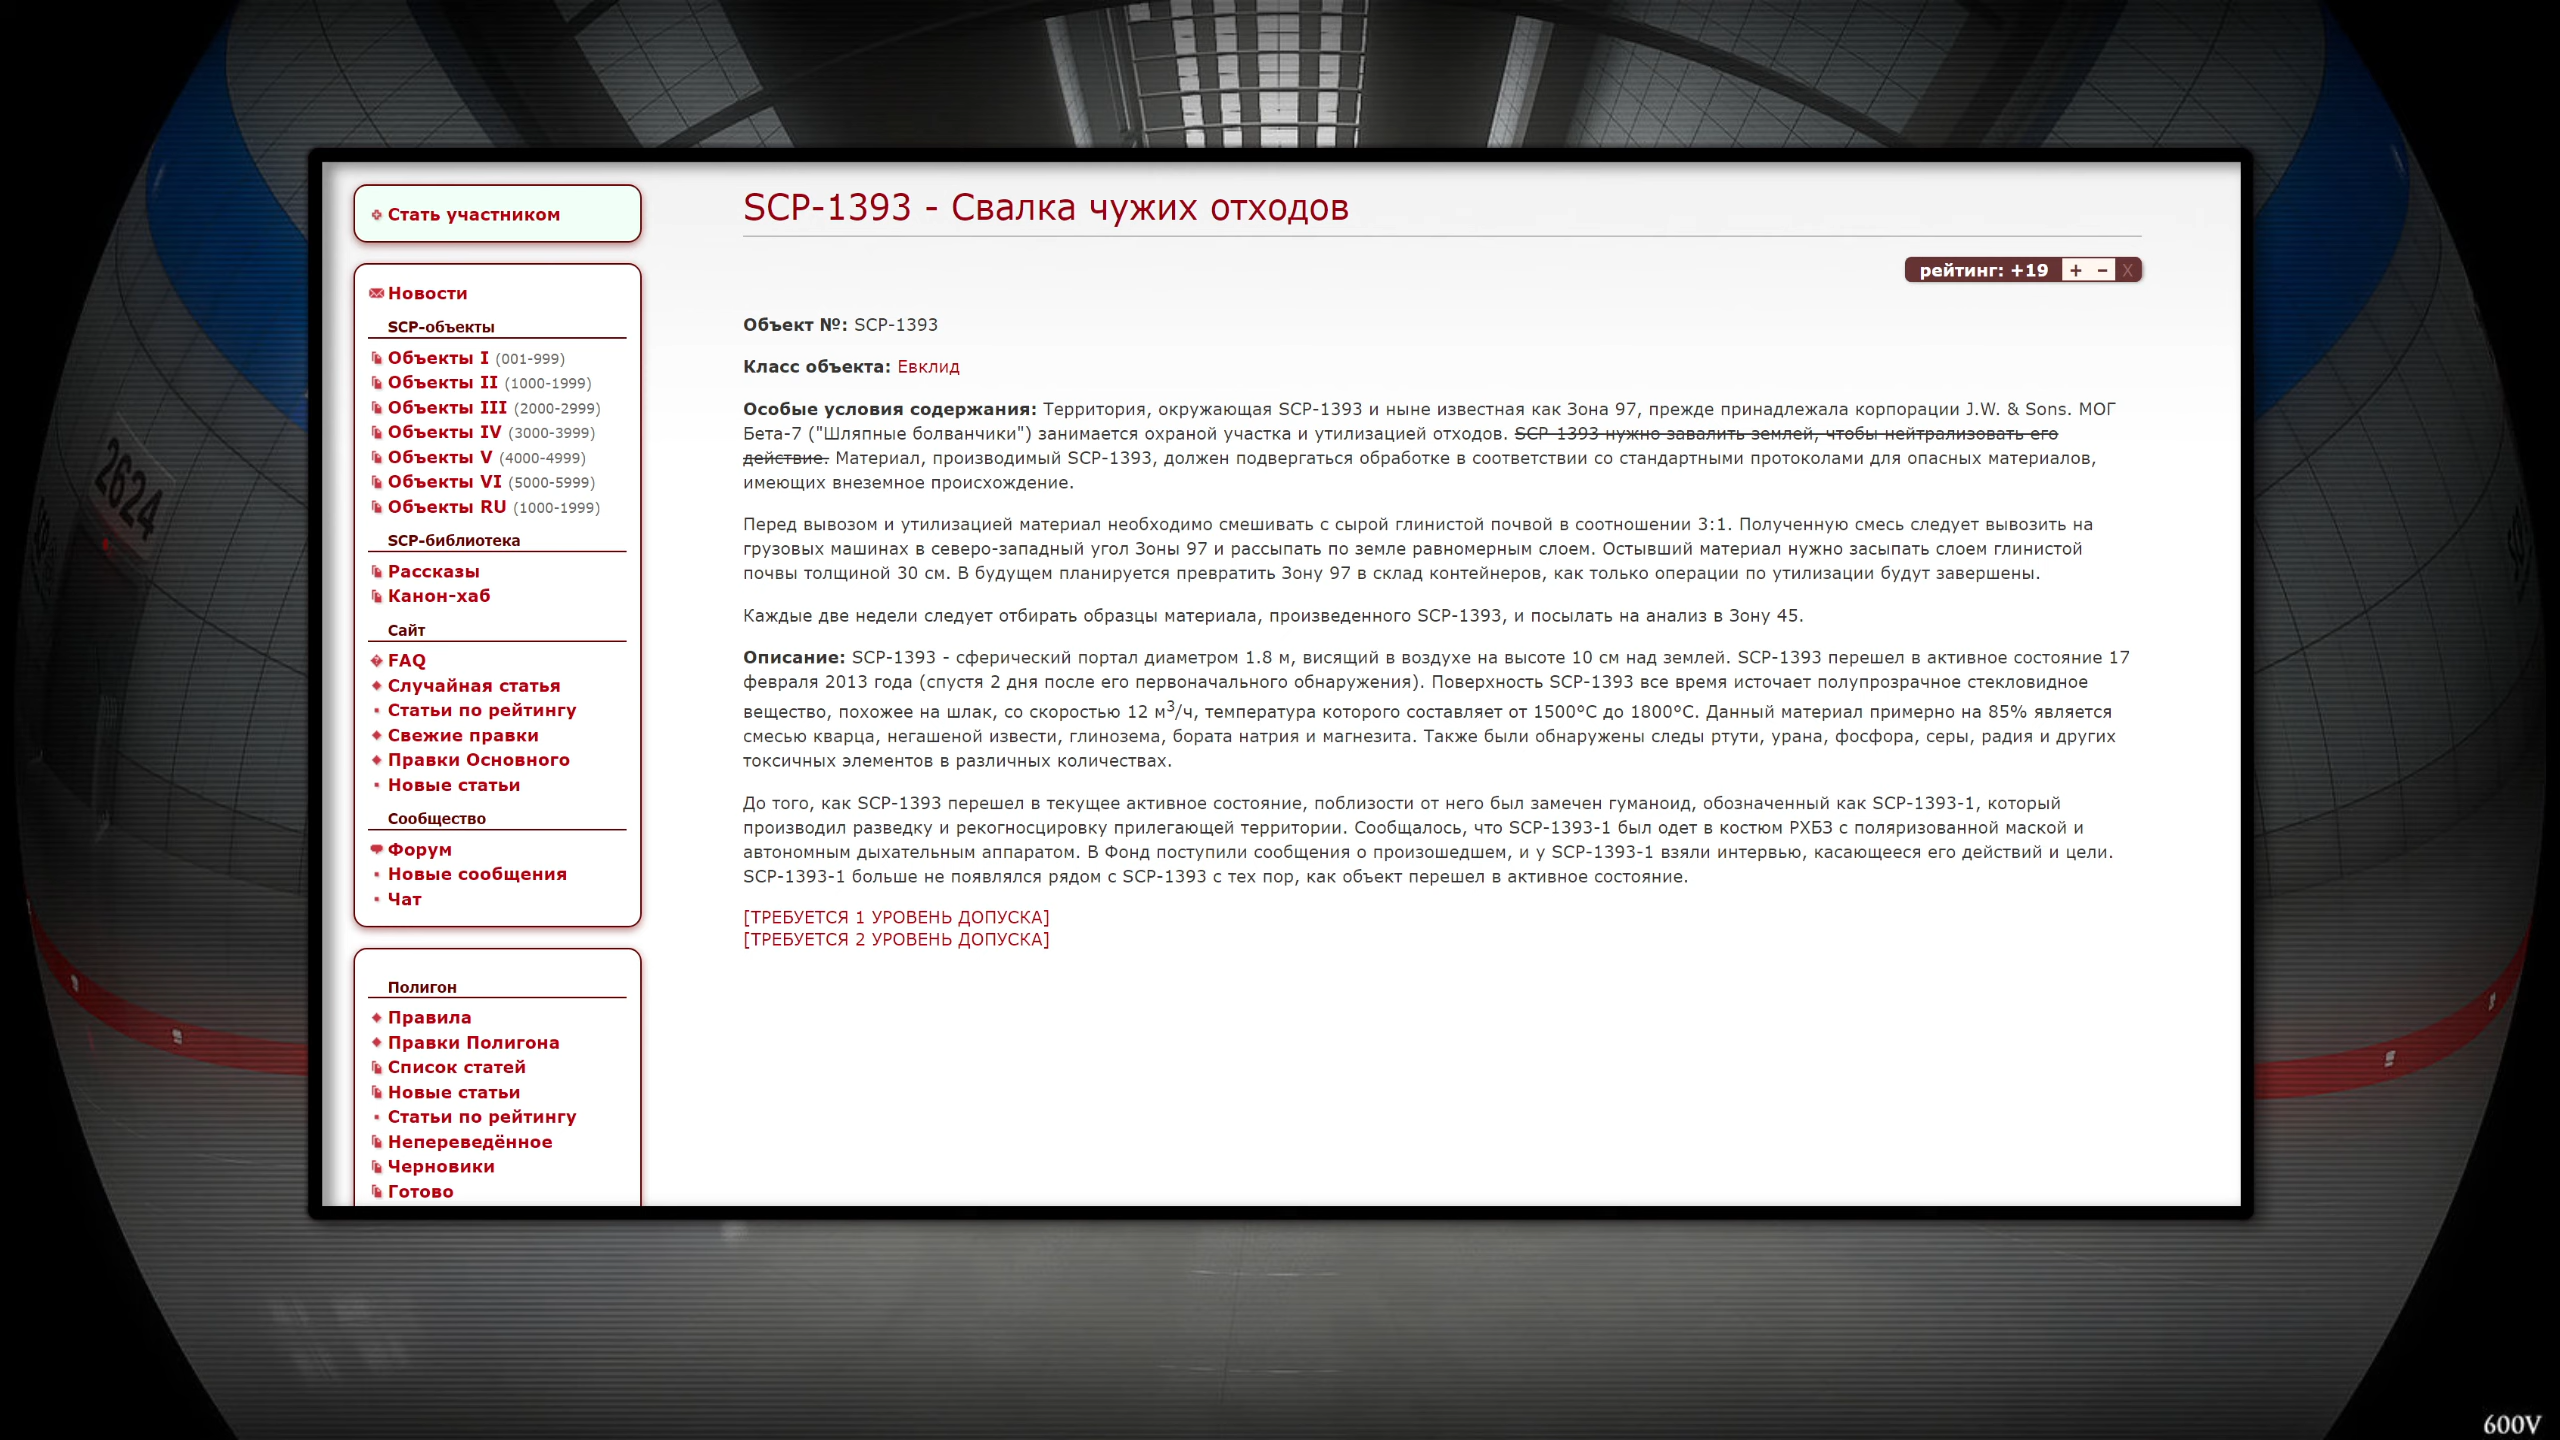 Стать участником
Новости
SCP-объекты
Объекты I (001-999)
Объекты II (1000-1999)
Объекты III (2000-2999)
Объекты IV (3000-3999)
Объекты V (4000-4999)
Объекты VI (5000-5999)
Объекты RU (1000-1999)
SCP-библиотека
Рассказы
Канон-хаб
Сайт
FAQ
Случайная статья
Статьи по рейтингу
Свежие правки
Правки Основного
Новые статьи
Сообщество
Форум
Новые сообщения
Чат
Полигон
Правила
Правки Полигона
Список статей
Новые статьи
Статьи по рейтингу
Непереведённое
Черновики
Готово
SCP-1393 - Свалка чужих отходов
рейтинг: +19 + − X
Объект №: SCP-1393
Класс объекта: Евклид
Особые условия содержания: Территория, окружающая SCP-1393 и ныне известная как Зона 97, прежде принадлежала корпорации J.W. & Sons. МОГ
Бета-7 ("Шляпные болванчики") занимается охраной участка и утилизацией отходов. SCP-1393 нужно завалить землей, чтобы нейтрализовать его
действие. Материал, производимый SCP-1393, должен подвергаться обработке в соответствии со стандартными протоколами для опасных материалов,
имеющих внеземное происхождение.
Перед вывозом и утилизацией материал необходимо смешивать с сырой глинистой почвой в соотношении 3:1. Полученную смесь следует вывозить на
грузовых машинах в северо-западный угол Зоны 97 и рассыпать по земле равномерным слоем. Остывший материал нужно засыпать слоем глинистой
почвы толщиной 30 см. В будущем планируется превратить Зону 97 в склад контейнеров, как только операции по утилизации будут завершены.
Каждые две недели следует отбирать образцы материала, произведенного SCP-1393, и посылать на анализ в Зону 45.
Описание: SCP-1393 - сферический портал диаметром 1.8 м, висящий в воздухе на высоте 10 см над землей. SCP-1393 перешел в активное состояние 17
февраля 2013 года (спустя 2 дня после его первоначального обнаружения). Поверхность SCP-1393 все время источает полупрозрачное стекловидное
вещество, похожее на шлак, со скоростью 12 м³/ч, температура которого составляет от 1500°C до 1800°C. Данный материал примерно на 85% является
смесью кварца, негашеной извести, глинозема, бората натрия и магнезита. Также были обнаружены следы ртути, урана, фосфора, серы, радия и других
токсичных элементов в различных количествах.
До того, как SCP-1393 перешел в текущее активное состояние, поблизости от него был замечен гуманоид, обозначенный как SCP-1393-1, который
производил разведку и рекогносцировку прилегающей территории. Сообщалось, что SCP-1393-1 был одет в костюм РХБЗ с поляризованной маской и
автономным дыхательным аппаратом. В Фонд поступили сообщения о произошедшем, и у SCP-1393-1 взяли интервью, касающееся его действий и цели.
SCP-1393-1 больше не появлялся рядом с SCP-1393 с тех пор, как объект перешел в активное состояние.
[ТРЕБУЕТСЯ 1 УРОВЕНЬ ДОПУСКА]
[ТРЕБУЕТСЯ 2 УРОВЕНЬ ДОПУСКА]
2624
600V